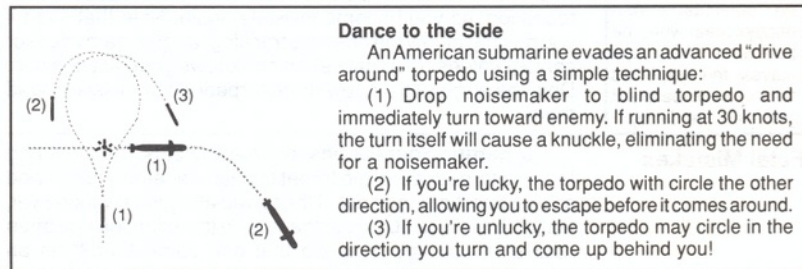 Dance to the Side
An American submarine evades an advanced “drive
around” torpedo using a simple technique:
(1) Drop noisemaker to blind torpedo and
immediately turn toward enemy. If running at 30 knots,
the turn itself will cause a knuckle, eliminating the need
for a noisemaker.
(2) If you’re lucky, the torpedo with circle the other
direction, allowing you to escape before it comes around.
(3) If you’re unlucky, the torpedo may circle in the
direction you turn and come up behind you!
(2)
(3)
(1)
(1)
(2)